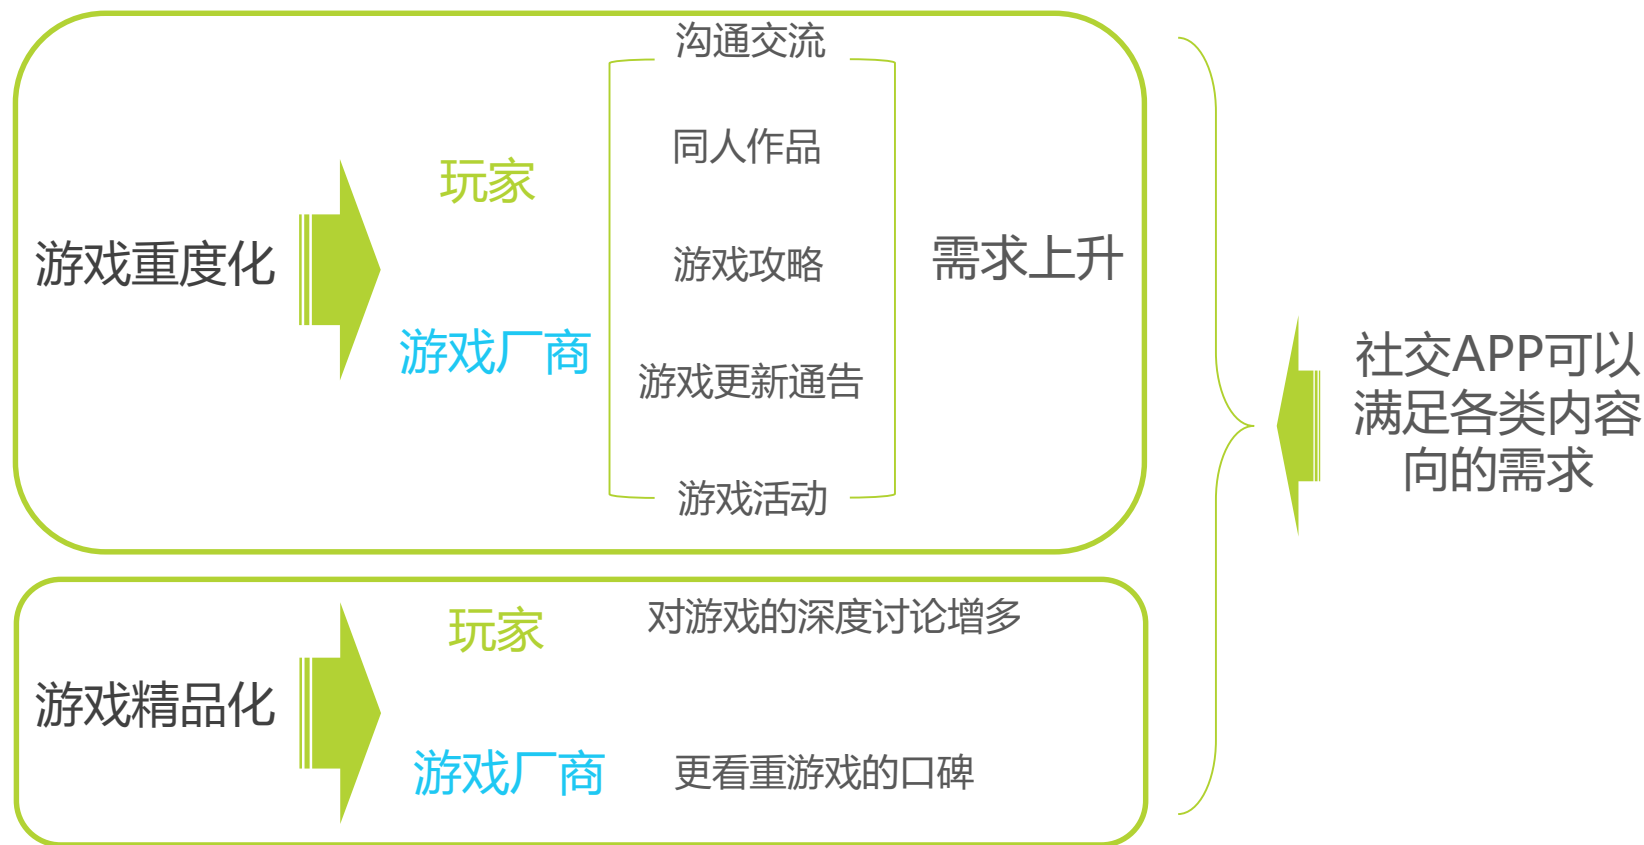 游戏重度化
玩家
游戏厂商
沟通交流
同人作品
游戏攻略
游戏更新通告
游戏活动
需求上升
游戏精品化
玩家
对游戏的深度讨论增多
游戏厂商
更看重游戏的口碑
社交APP可以
满足各类内容
向的需求